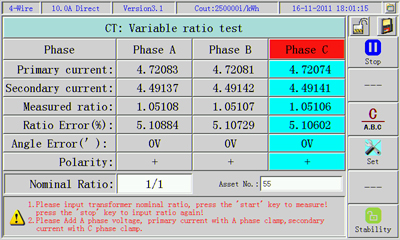 4-Wire 10.0A Direct Version3.1 Cout:250000i/kWh 16-11-2011 18:01:15
CT: Variable ratio test
Phase Phase A Phase B Phase C
Primary current: 4.72083 4.72081 4.72074
Secondary current: 4.49137 4.49142 4.49141
Measured ratio: 1.05108 1.05107 1.05106
Ratio Error(%): 5.10884 5.10729 5.10602
Angle Error('): 0V 0V 0V
Polarity: + + +
Nominal Ratio: 1/1 Asset No.: 55
1.Please input transformer nominal ratio, press the 'start' key to measure!
press the 'stop' key to input ratio again!
2.Please Add A phase voltage, primary current with A phase clamp,secondary
current with C phase clamp.
Stop
---
C
A.B.C
Set
---
Stability